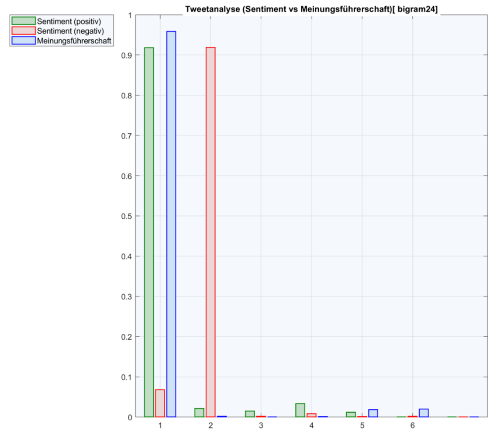 Tweetanalyse (Sentiment vs Meinungsführerschaft)[ bigram24]
Sentiment (positiv)
Sentiment (negativ)
Meinungsführerschaft
1
0.9
0.8
0.7
0.6
0.5
0.4
0.3
0.2
0.1
0
1 2 3 4 5 6